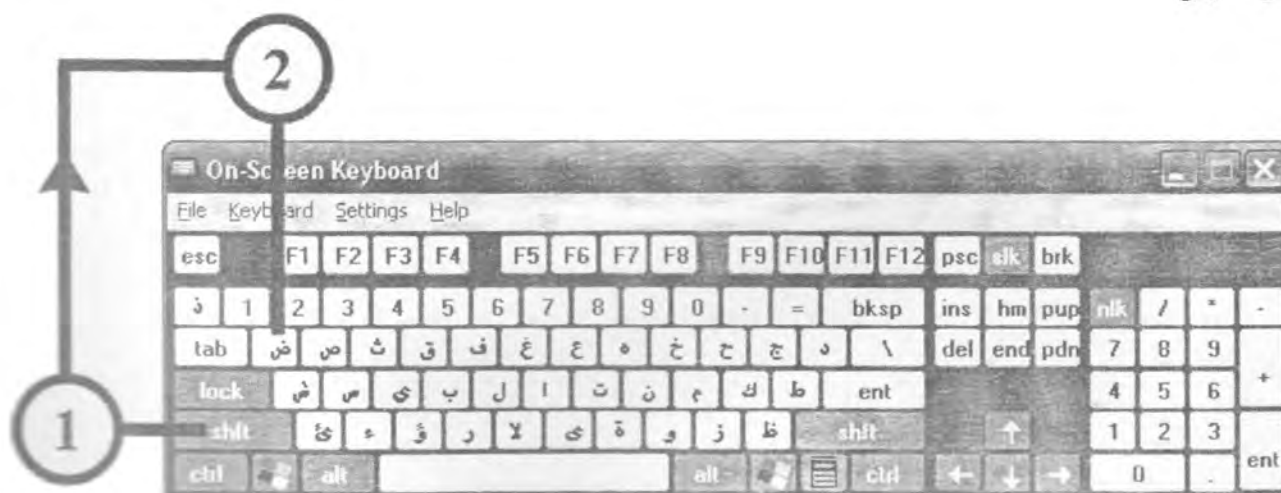 2
On-Screen Keyboard
File Keyboard Settings Help
esc F1 F2 F3 F4 F5 F6 F7 F8 F9 F10 F11 F12 psc slk brk
ذ 1 2 3 4 5 6 7 8 9 0 - = bksp ins hm pup nlk / * -
tab ض ص ث ق ف غ ع ه خ ح ج د \ del end pdn 7 8 9 +
lock ش س ي ب ل ا ت ن م ك ط ent 4 5 6
1 shft ئ ء ؤ ر لا ى ة و ز ظ shft ↑ 1 2 3 ent
ctrl alt alt ctrl ← ↓ → 0 .